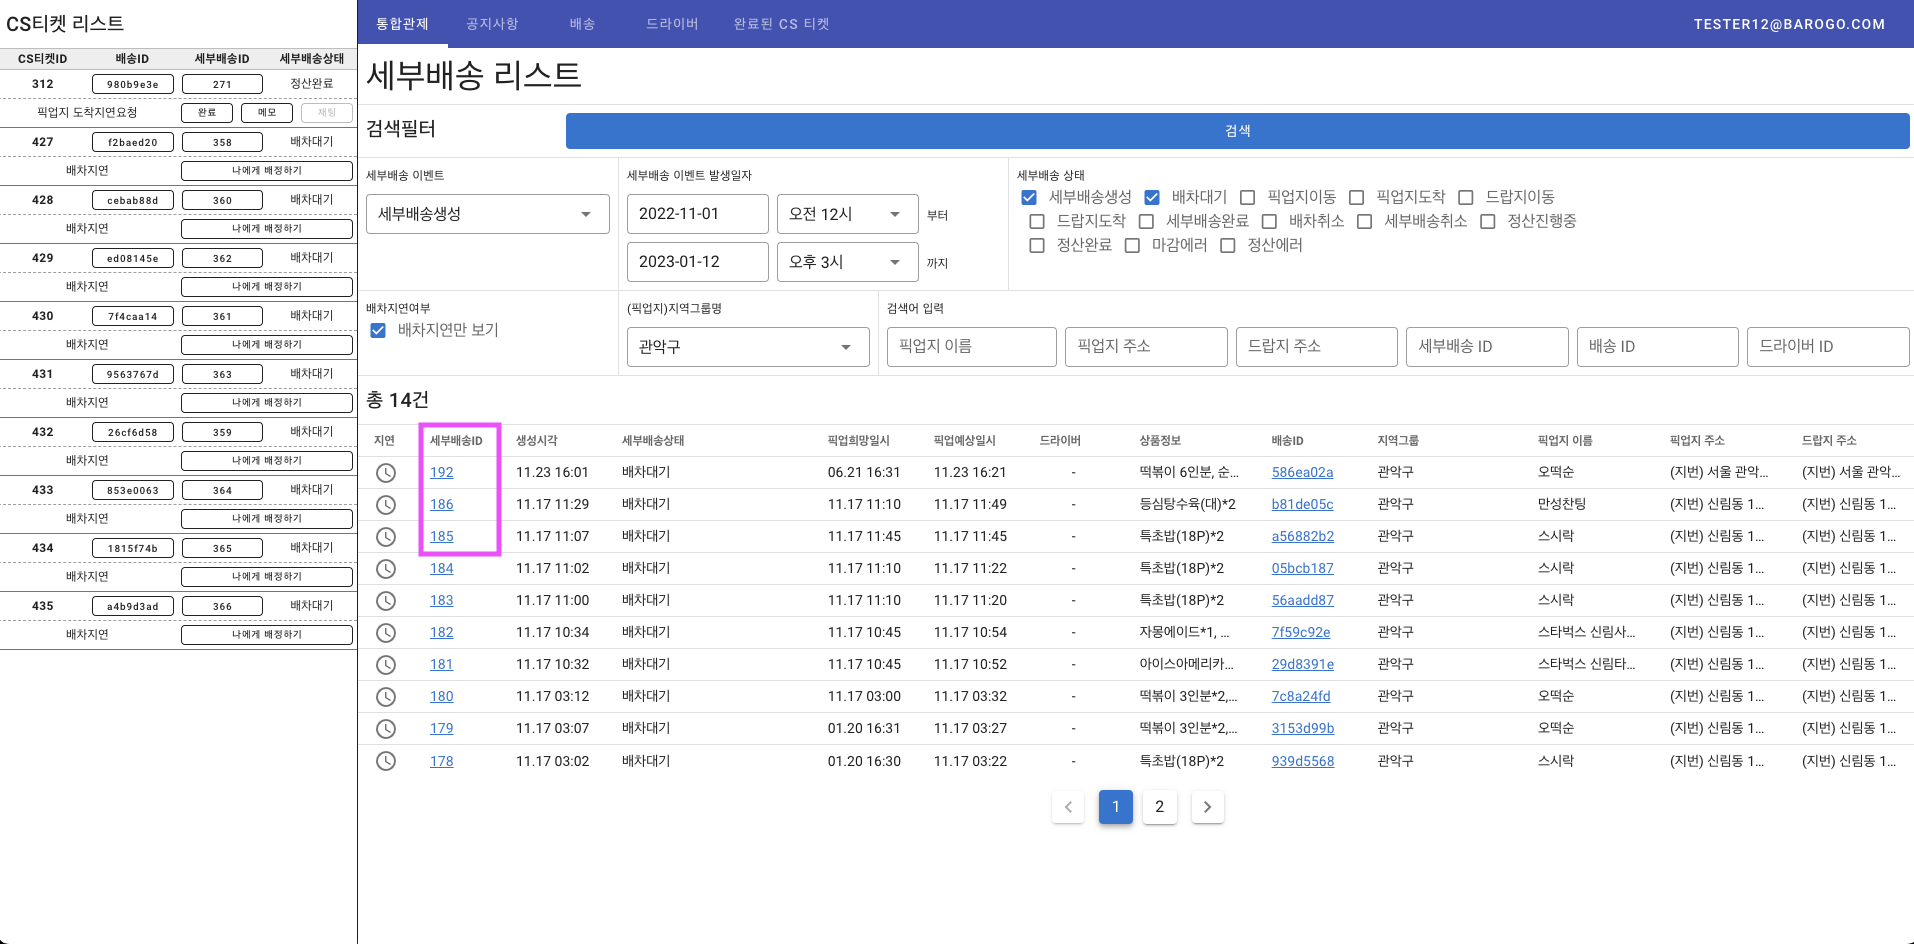 CS티켓 리스트
CS티켓ID 배송ID 세부배송ID 세부배송상태
312 980b9e3e 271 정산완료
픽업지 도착지연요청 완료 메모 채팅
427 f2baed20 358 배차대기
배차지연 나에게 배정하기
428 cebab88d 360 배차대기
배차지연 나에게 배정하기
429 ed08145e 362 배차대기
배차지연 나에게 배정하기
430 7f4caa14 361 배차대기
배차지연 나에게 배정하기
431 9563767d 363 배차대기
배차지연 나에게 배정하기
432 26cf6d58 359 배차대기
배차지연 나에게 배정하기
433 853e0063 364 배차대기
배차지연 나에게 배정하기
434 1815f74b 365 배차대기
배차지연 나에게 배정하기
435 a4b9d3ad 366 배차대기
배차지연 나에게 배정하기
통합관제 공지사항 배송 드라이버 완료된 CS 티켓 TESTER12@BAROGO.COM
세부배송 리스트
검색필터 검색
세부배송 이벤트
세부배송생성
세부배송 이벤트 발생일자
2022-11-01 오전 12시 부터
2023-01-12 오후 3시 까지
세부배송 상태
세부배송생성 배차대기 픽업지이동 픽업지도착 드랍지이동
드랍지도착 세부배송완료 배차취소 세부배송취소 정산진행중
정산완료 마감에러 정산에러
배차지연여부
배차지연만 보기
(픽업지)지역그룹명
관악구
검색어 입력
픽업지 이름 픽업지 주소 드랍지 주소 세부배송 ID 배송 ID 드라이버 ID
총 14건
지연 세부배송ID 생성시각 세부배송상태 픽업희망일시 픽업예상일시 드라이버 상품정보 배송ID 지역그룹 픽업지 이름 픽업지 주소 드랍지 주소
192 11.23 16:01 배차대기 06.21 16:31 11.23 16:21 - 떡볶이 6인분, 순... 586ea02a 관악구 오떡순 (지번) 서울 관악... (지번) 서울 관악...
186 11.17 11:29 배차대기 11.17 11:10 11.17 11:49 - 등심탕수육(대)*2 b81de05c 관악구 만성찬팅 (지번) 신림동 1... (지번) 신림동 1...
185 11.17 11:07 배차대기 11.17 11:45 11.17 11:45 - 특초밥(18P)*2 a56882b2 관악구 스시락 (지번) 신림동 1... (지번) 신림동 1...
184 11.17 11:02 배차대기 11.17 11:10 11.17 11:22 - 특초밥(18P)*2 05bcb187 관악구 스시락 (지번) 신림동 1... (지번) 신림동 1...
183 11.17 11:00 배차대기 11.17 11:10 11.17 11:20 - 특초밥(18P)*2 56aadd87 관악구 스시락 (지번) 신림동 1... (지번) 신림동 1...
182 11.17 10:34 배차대기 11.17 10:45 11.17 10:54 - 자몽에이드*1, ... 7f59c92e 관악구 스타벅스 신림사... (지번) 신림동 1... (지번) 신림동 1...
181 11.17 10:32 배차대기 11.17 10:45 11.17 10:52 - 아이스아메리카... 29d8391e 관악구 스타벅스 신림타... (지번) 신림동 1... (지번) 신림동 1...
180 11.17 03:12 배차대기 11.17 03:00 11.17 03:32 - 떡볶이 3인분*2,... 7c8a24fd 관악구 오떡순 (지번) 신림동 1... (지번) 신림동 1...
179 11.17 03:07 배차대기 01.20 16:31 11.17 03:27 - 떡볶이 3인분*2,... 3153d99b 관악구 오떡순 (지번) 신림동 1... (지번) 신림동 1...
178 11.17 03:02 배차대기 01.20 16:30 11.17 03:22 - 특초밥(18P)*2 939d5568 관악구 스시락 (지번) 신림동 1... (지번) 신림동 1...
1 2